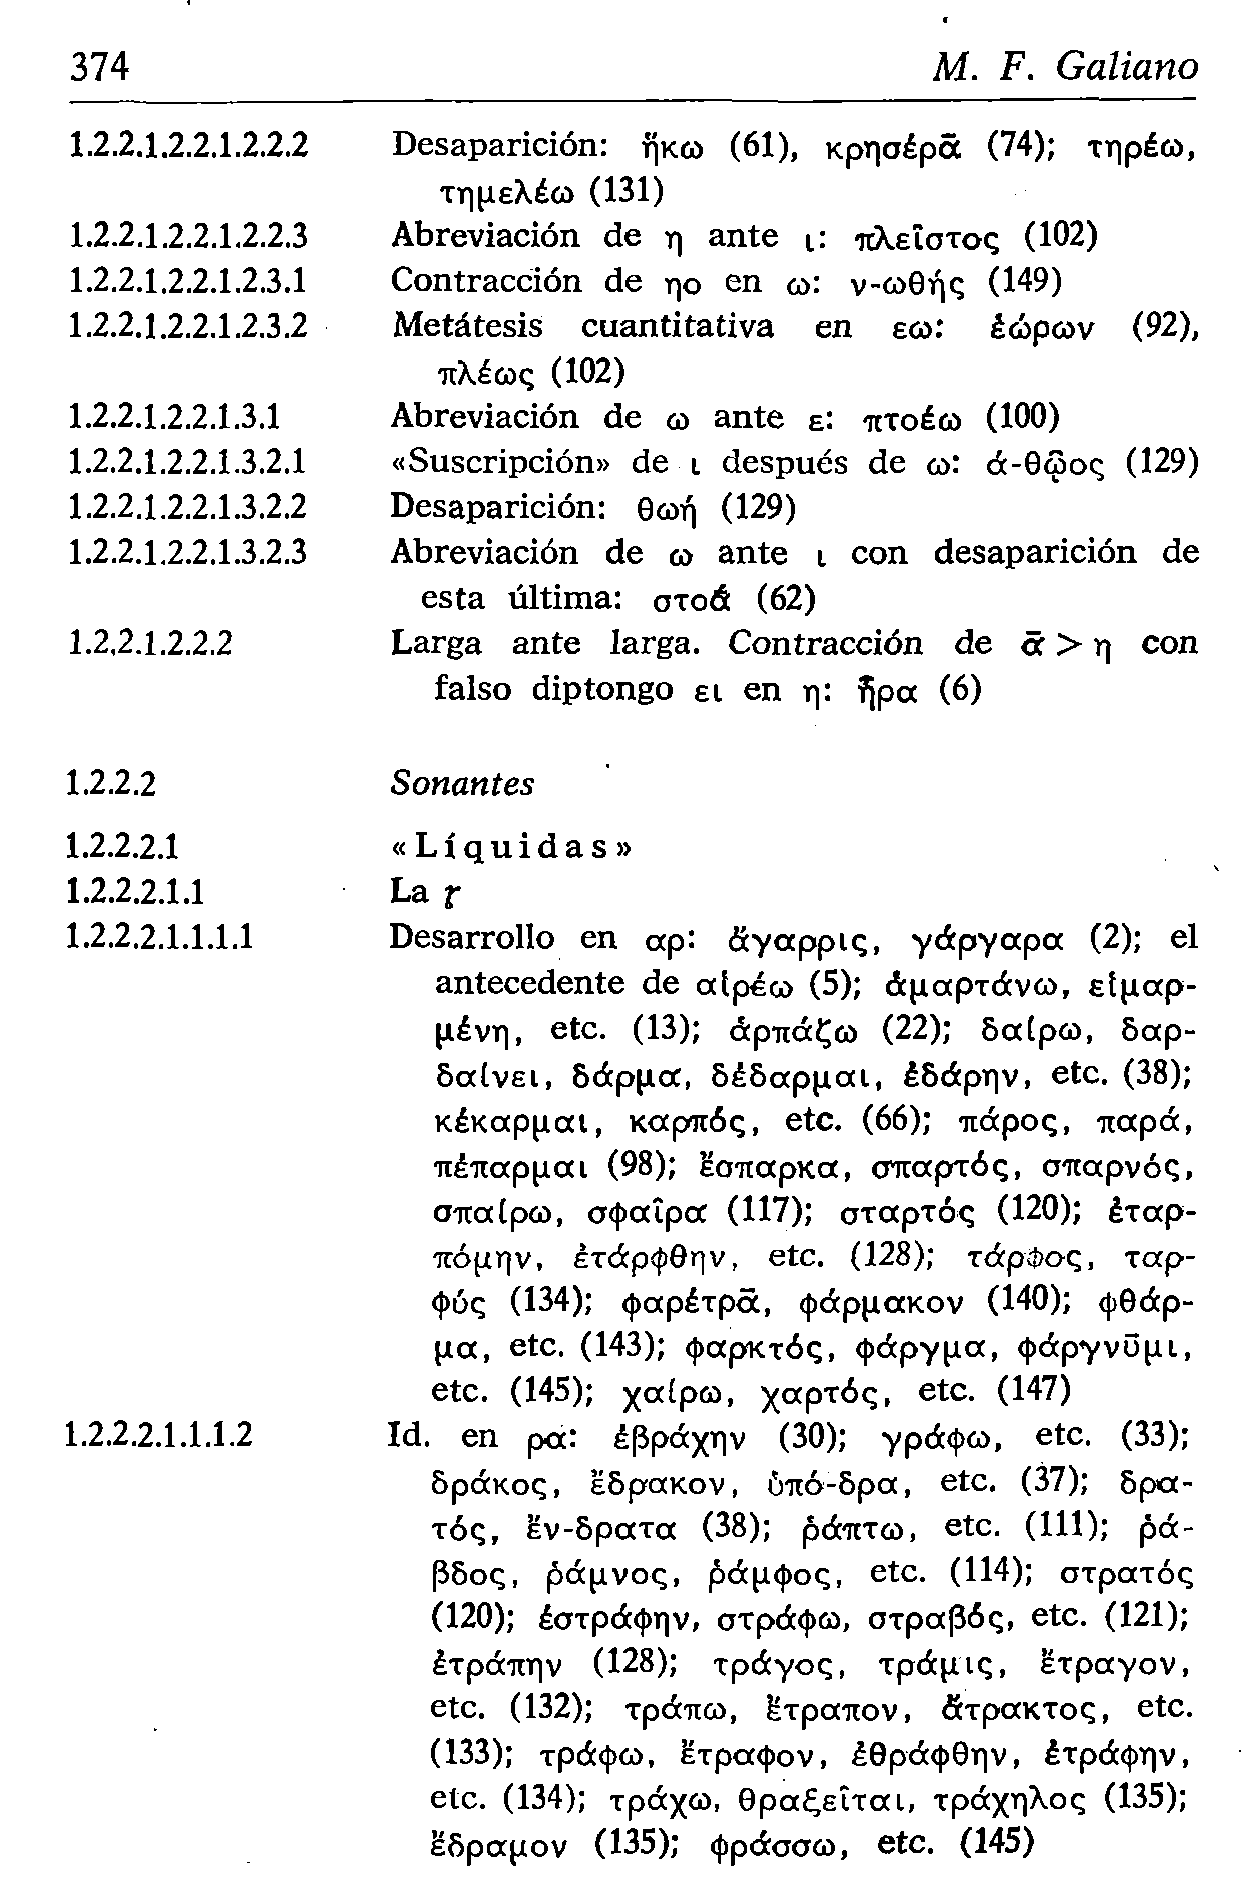 374 M. F. Galiano
1.2.2.1.2.2.1.2.2.2 Desaparición: ἥκω (61), κρησέρᾱ (74); τηρέω,
τημελέω (131)
1.2.2.1.2.2.1.2.2.3 Abreviación de η ante ι: πλεῖστος (102)
1.2.2.1.2.2.1.2.3.1 Contracción de ηο en ω: ν-ωθής (149)
1.2.2.1.2.2.1.2.3.2 Metátesis cuantitativa en εω: ἑώρων (92),
πλέως (102)
1.2.2.1.2.2.1.3.1 Abreviación de ω ante ε: πτοέω (100)
1.2.2.1.2.2.1.3.2.1 «Suscripción» de ι después de ω: ἀ-θῷος (129)
1.2.2.1.2.2.1.3.2.2 Desaparición: θωή (129)
1.2.2.1.2.2.1.3.2.3 Abreviación de ω ante ι con desaparición de
esta última: στοά (62)
1.2.2.1.2.2.2 Larga ante larga. Contracción de ᾱ > η con
falso diptongo ει en η: ἦρα (6)
1.2.2.2 Sonantes
1.2.2.2.1 «Líquidas»
1.2.2.2.1.1 La r̥
1.2.2.2.1.1.1.1 Desarrollo en αρ: ἄγαρρις, γάργαρα (2); el
antecedente de αἱρέω (5); ἁμαρτάνω, εἱμαρ-
μένη, etc. (13); ἁρπάζω (22); δαίρω, δαρ-
δαίνει, δάρμα, δέδαρμαι, ἐδάρην, etc. (38);
κέκαρμαι, καρπός, etc. (66); πάρος, παρά,
πέπαρμαι (98); ἔσπαρκα, σπαρτός, σπαρνός,
σπαίρω, σφαῖρα (117); σταρτός (120); ἐταρ-
πόμην, ἐτάρφθην, etc. (128); τάρφος, ταρ-
φύς (134); φαρέτρᾱ, φάρμακον (140); φθάρ-
μα, etc. (143); φαρκτός, φάργμα, φάργνῡμι,
etc. (145); χαίρω, χαρτός, etc. (147)
1.2.2.2.1.1.1.2 Id. en ρα: ἔβράχην (30); γράφω, etc. (33);
δράκος, ἔδρακον, ὑπό-δρα, etc. (37); δρα-
τός, ἔν-δρατα (38); ῥάπτω, etc. (111); ῥά-
βδος, ῥάμνος, ῥάμφος, etc. (114); στρατός
(120); ἐστράφην, στράφω, στραβός, etc. (121);
ἐτράπην (128); τράγος, τράμις, ἔτραγον,
etc. (132); τράπω, ἔτραπον, ἄτρακτος, etc.
(133); τράφω, ἔτραφον, ἐθράφθην, ἐτράφην,
etc. (134); τράχω, θραξεῖται, τράχηλος (135);
ἔδραμον (135); φράσσω, etc. (145)